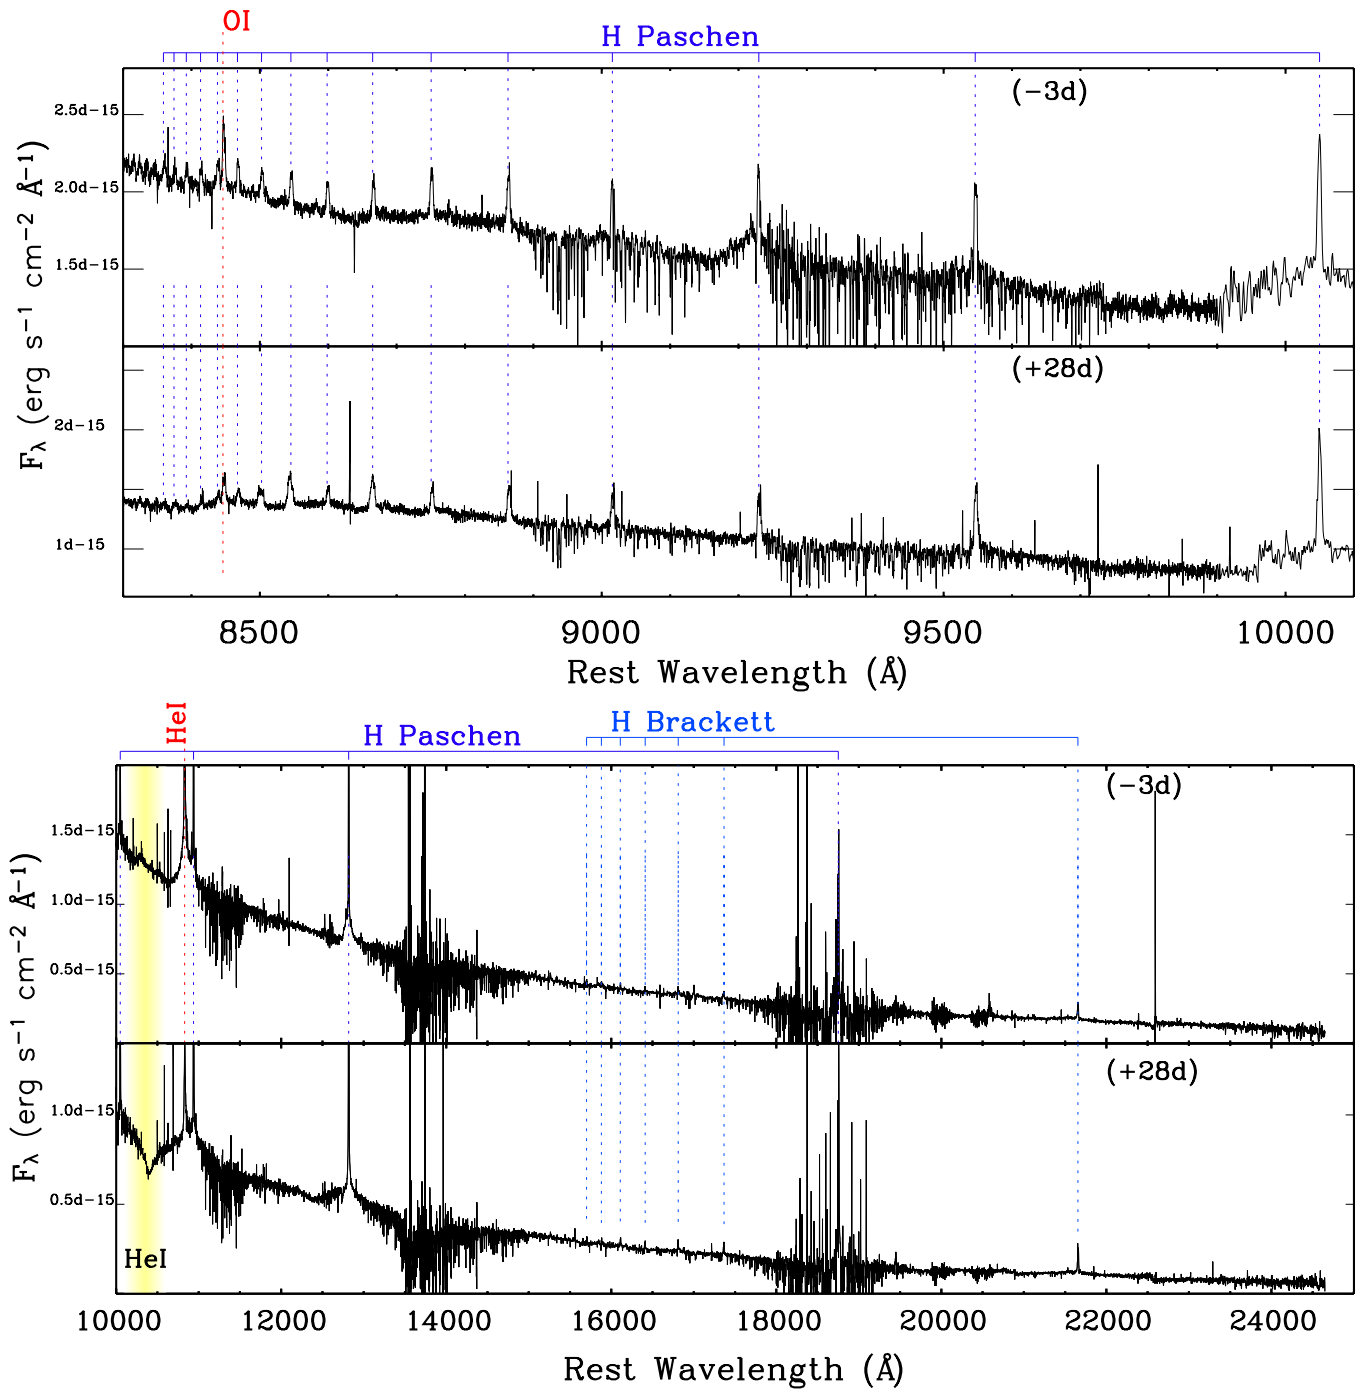 OI
H Paschen
(−3d)
2.5d−15
2.0d−15
1.5d−15
(+28d)
2d−15
1d−15
F_λ (erg s⁻¹ cm⁻² Å⁻¹)
8500 9000 9500 10000
Rest Wavelength (Å)
HeI
H Paschen
H Brackett
(−3d)
1.5d−15
1.0d−15
0.5d−15
(+28d)
1.0d−15
0.5d−15
HeI
F_λ (erg s⁻¹ cm⁻² Å⁻¹)
10000 12000 14000 16000 18000 20000 22000 24000
Rest Wavelength (Å)